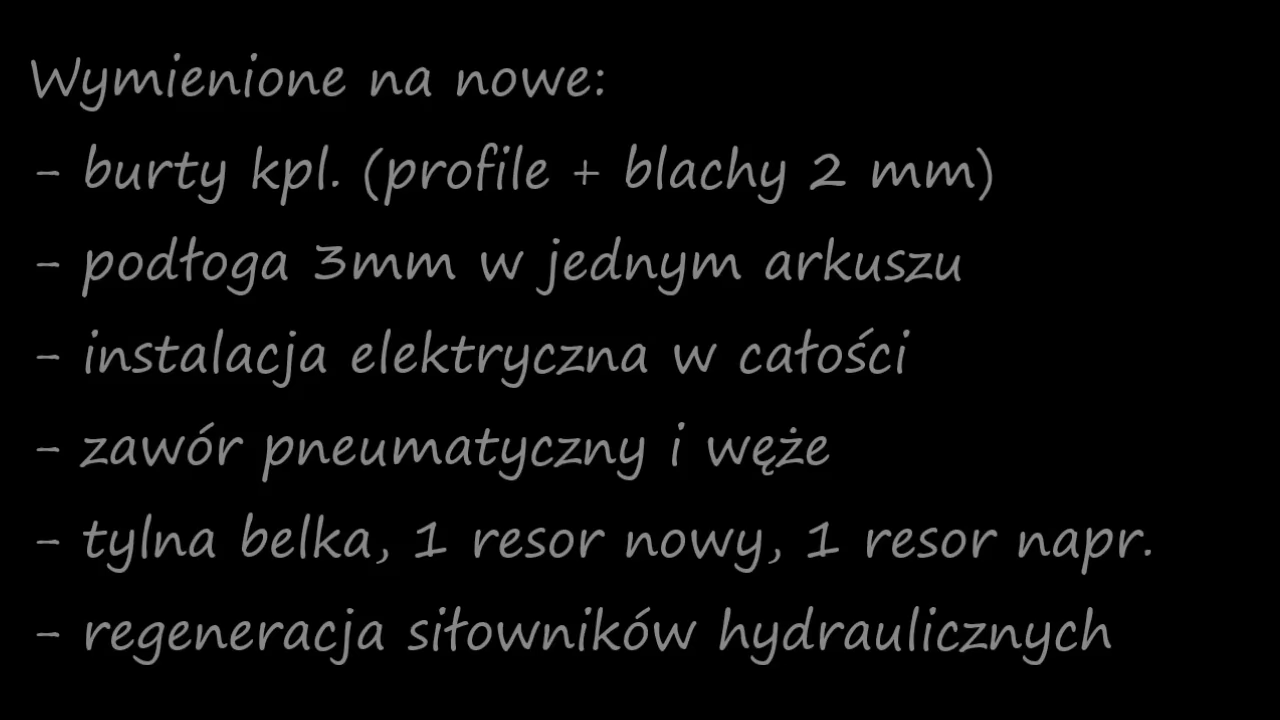 Wymienione na nowe:
- burty kpl. (profile + blachy 2 mm)
- podłoga 3mm w jednym arkuszu
- instalacja elektryczna w całości
- zawór pneumatyczny i węże
- tylna belka, 1 resor nowy, 1 resor napr.
- regeneracja siłowników hydraulicznych